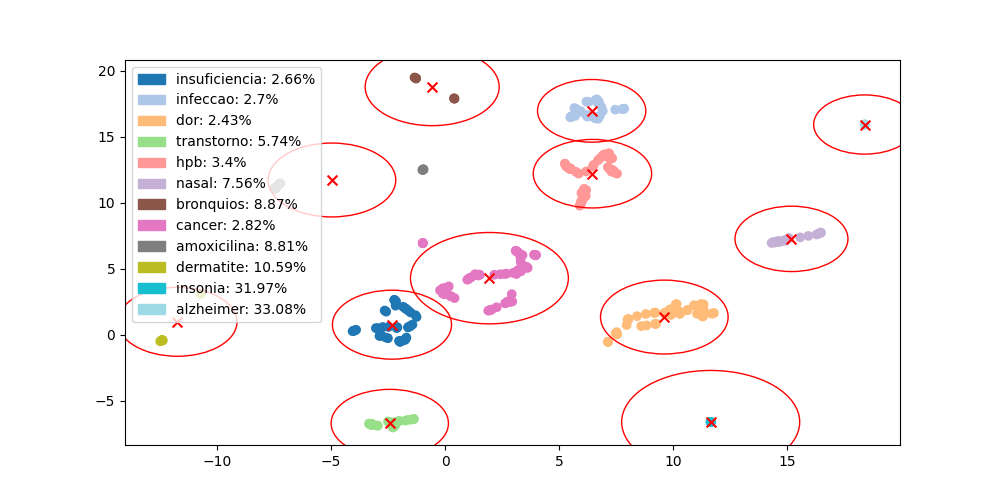 20
15
10
5
0
−5
insuficiencia: 2.66%
infeccao: 2.7%
dor: 2.43%
transtorno: 5.74%
hpb: 3.4%
nasal: 7.56%
bronquios: 8.87%
cancer: 2.82%
amoxicilina: 8.81%
dermatite: 10.59%
insonia: 31.97%
alzheimer: 33.08%
−10 −5 0 5 10 15